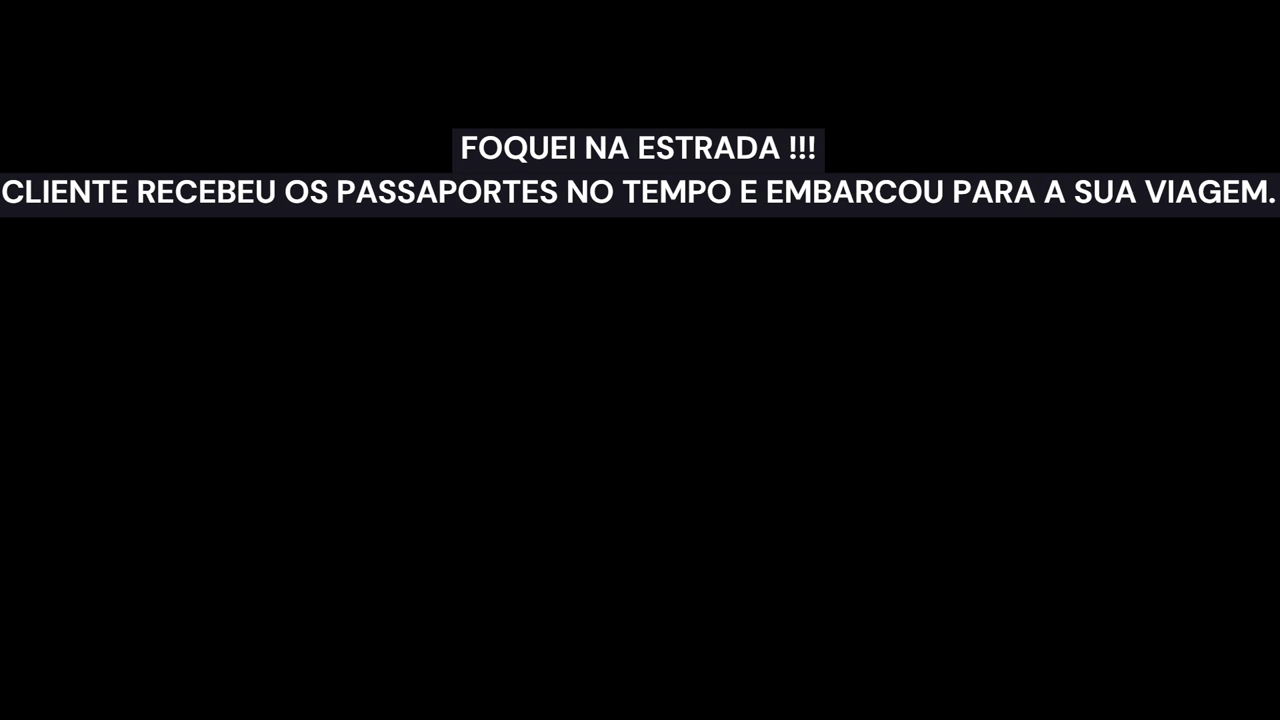 FOQUEI NA ESTRADA !!!
CLIENTE RECEBEU OS PASSAPORTES NO TEMPO E EMBARCOU PARA A SUA VIAGEM.